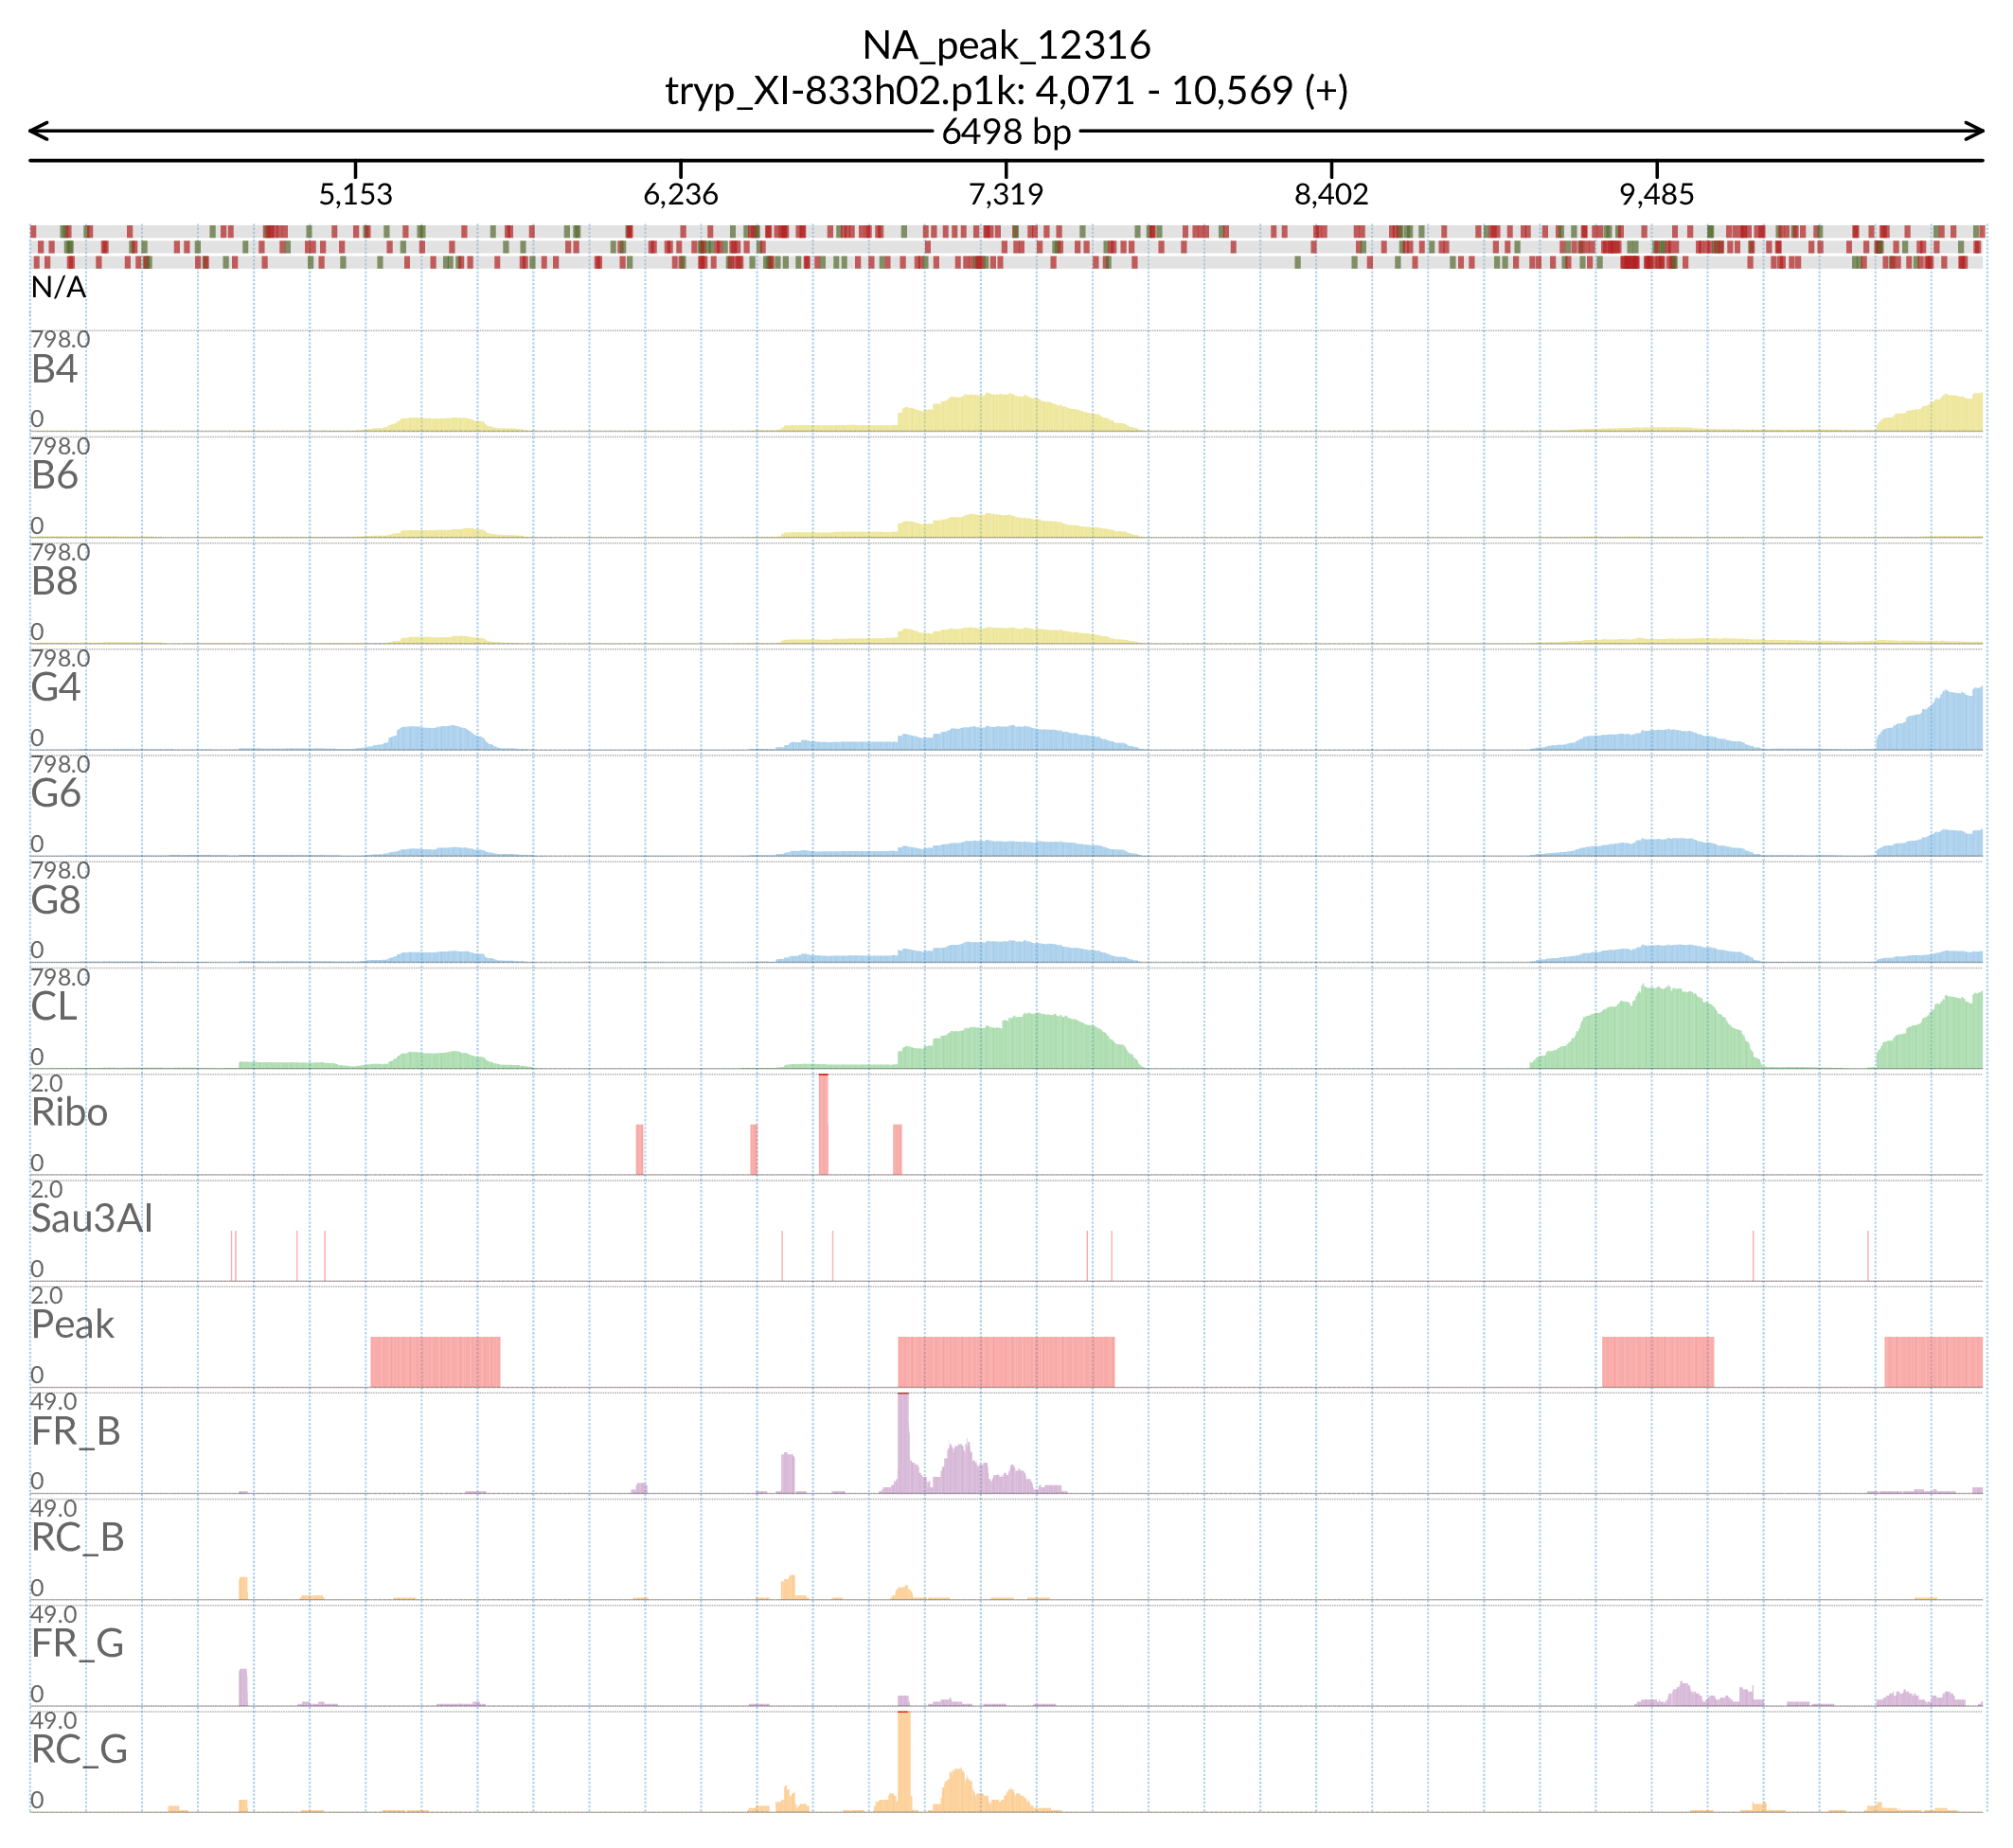 NA_peak_12316
tryp_XI-833h02.p1k: 4,071 - 10,569 (+)
6498 bp
5,153 6,236 7,319 8,402 9,485
N/A
798.0
B4
0
798.0
B6
0
798.0
B8
0
798.0
G4
0
798.0
G6
0
798.0
G8
0
798.0
CL
0
2.0
Ribo
0
2.0
Sau3AI
0
2.0
Peak
0
49.0
FR_B
0
49.0
RC_B
0
49.0
FR_G
0
49.0
RC_G
0